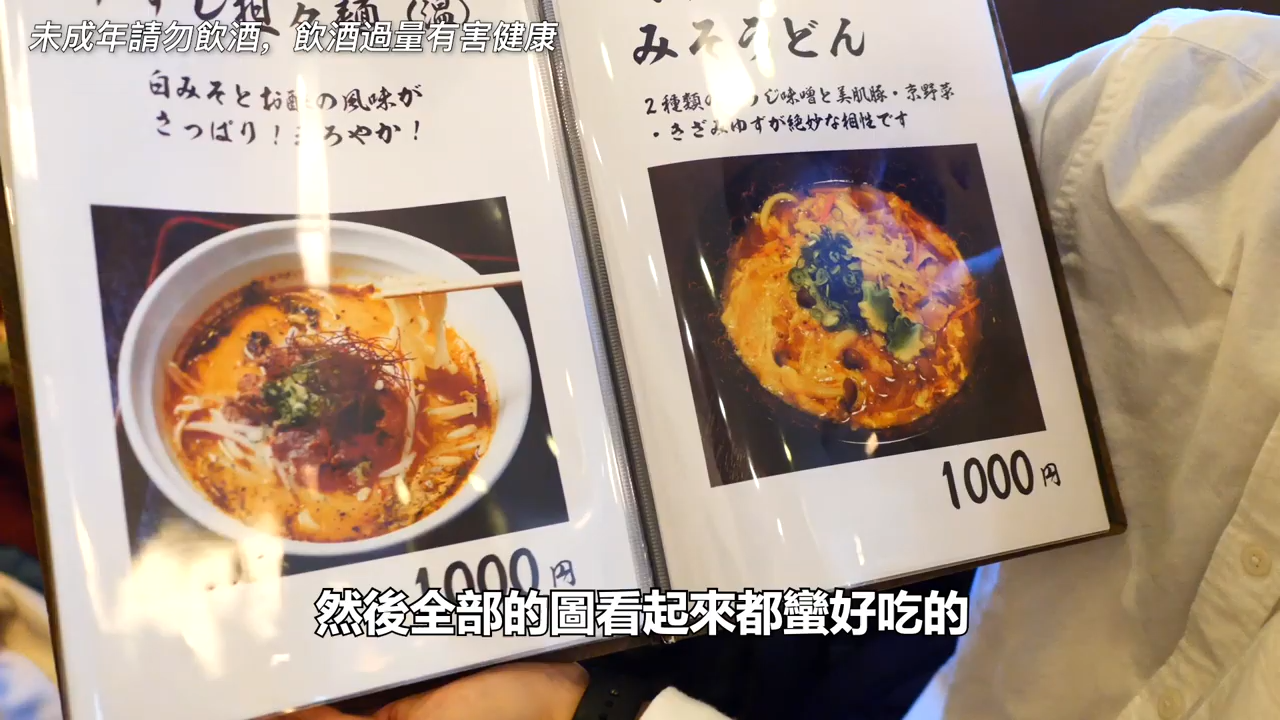 担々麺(温)
未成年請勿飲酒，飲酒過量有害健康
白みそとお酢の風味が
さっぱり！まろやか！
1000円
みそうどん
2種類の
味噌と美肌豚・京野菜
・きざみゆずが絶妙な相性です
1000円
然後全部的圖看起來都蠻好吃的